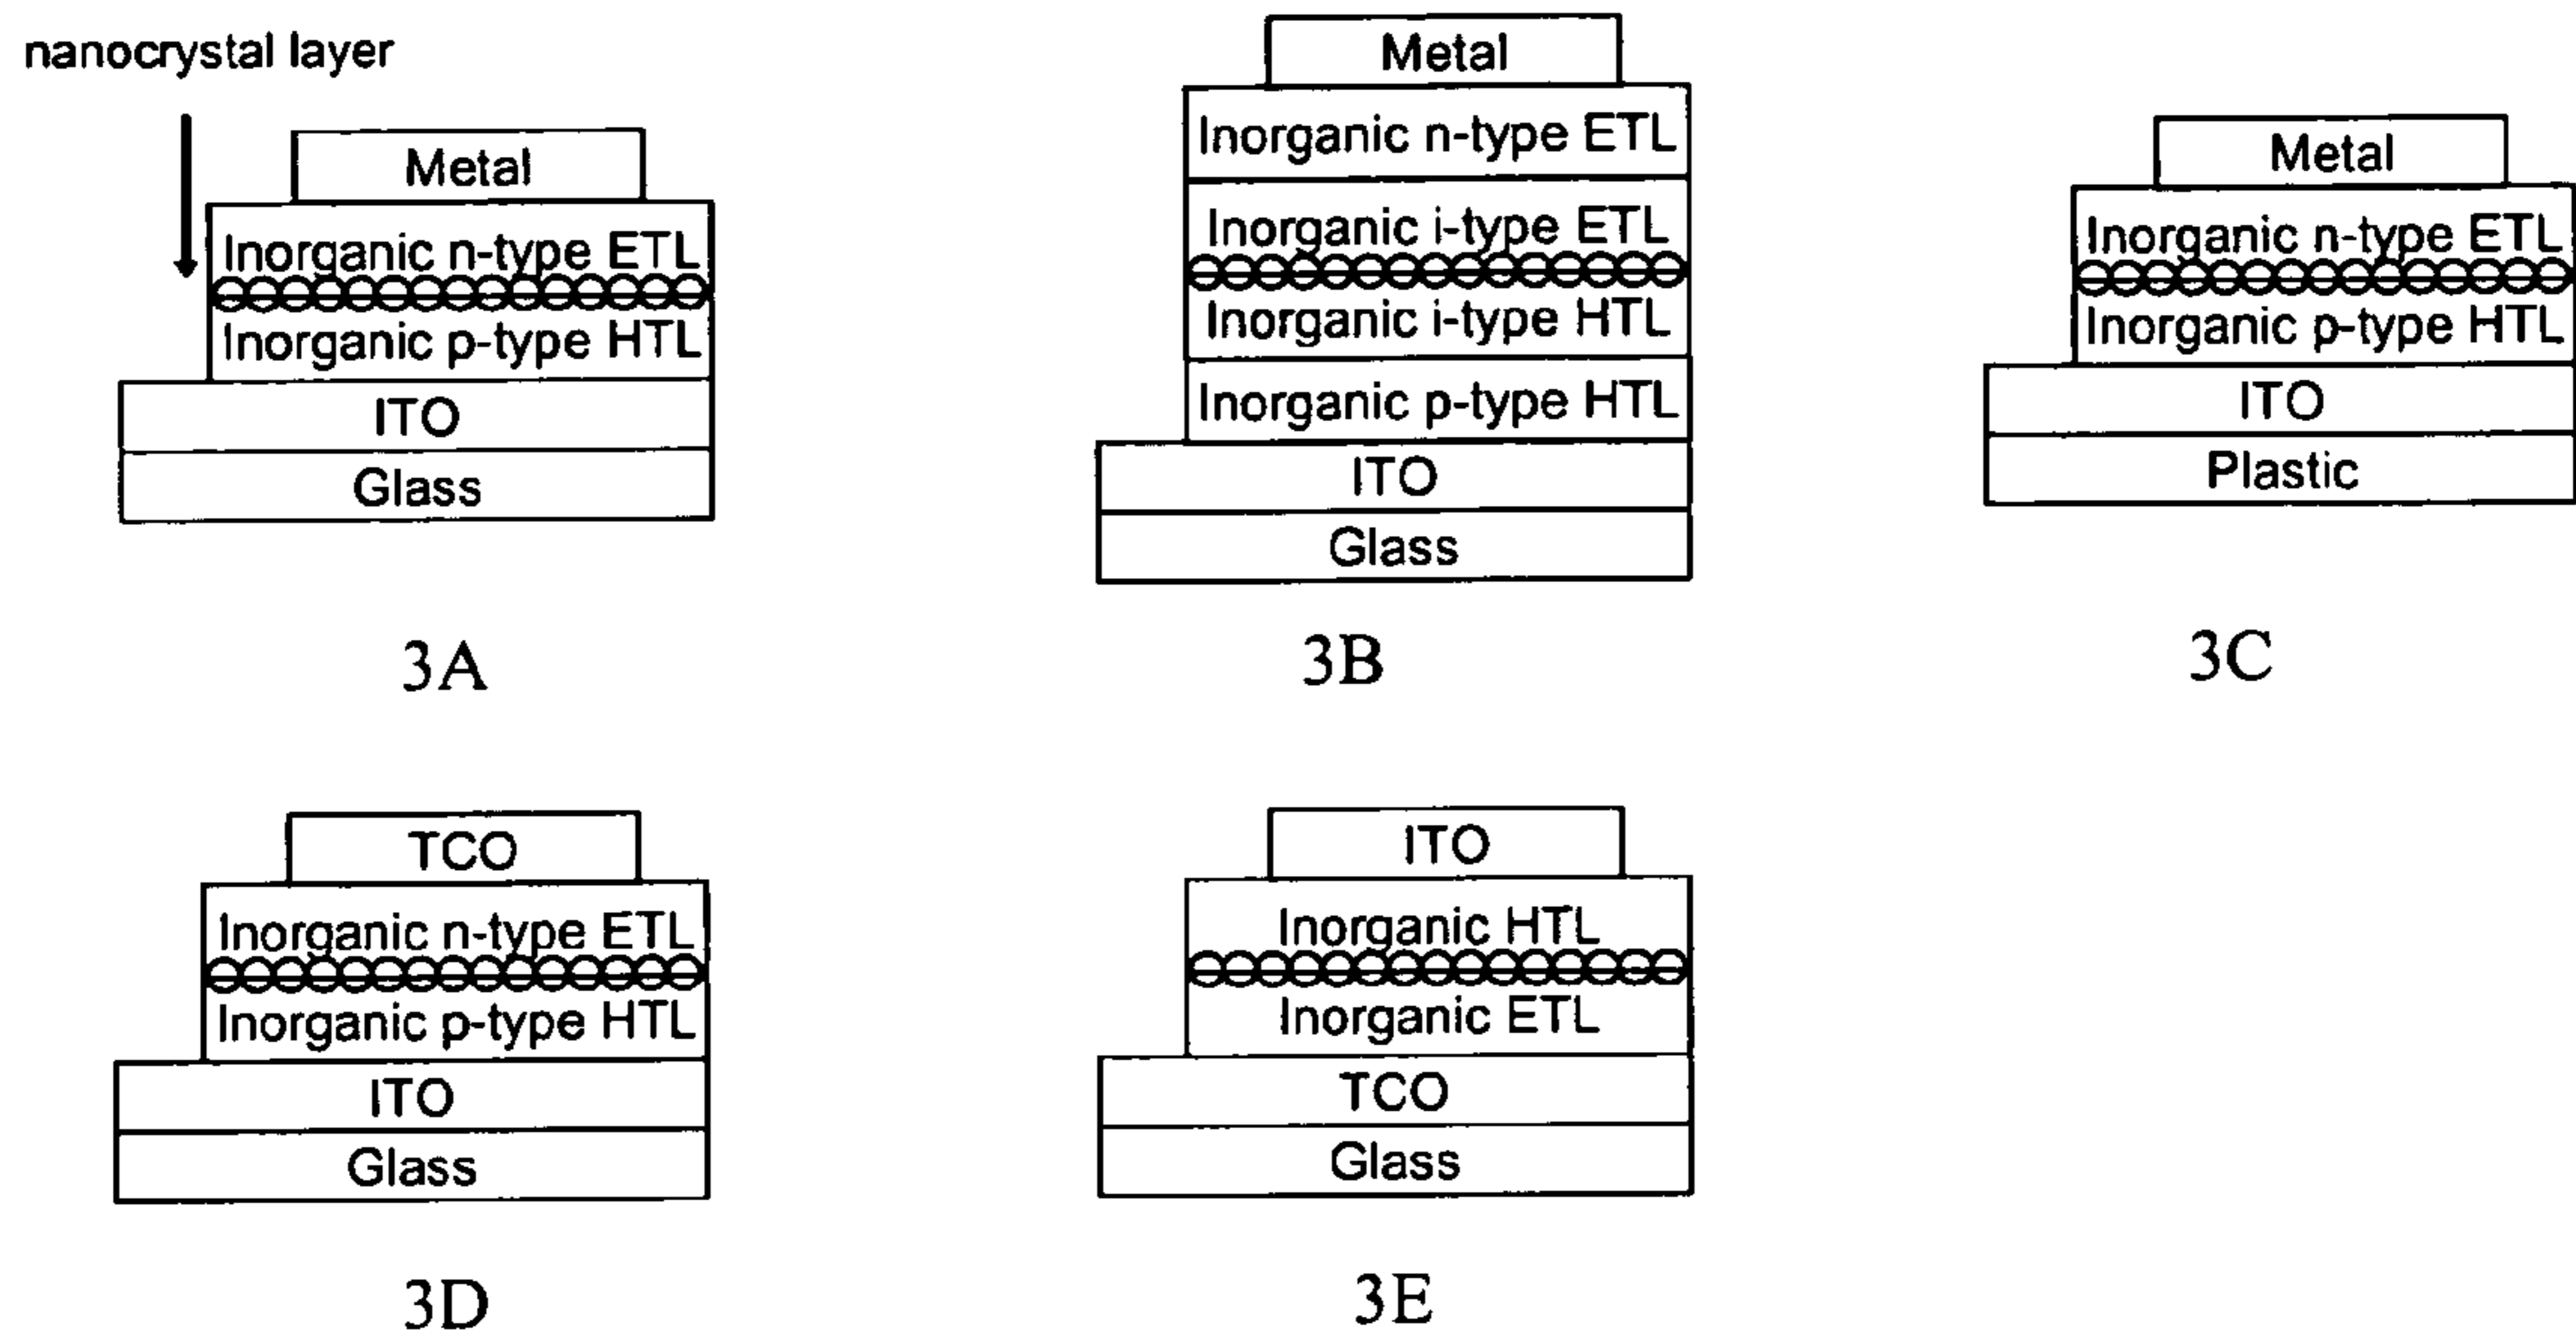 nanocrystal layer
Metal
Inorganic n-type ETL
Inorganic p-type HTL
ITO
Glass
3A
Metal
Inorganic n-type ETL
Inorganic i-type ETL
Inorganic i-type HTL
Inorganic p-type HTL
ITO
Glass
3B
Metal
Inorganic n-type ETL
Inorganic p-type HTL
ITO
Plastic
3C
TCO
Inorganic n-type ETL
Inorganic p-type HTL
ITO
Glass
3D
ITO
Inorganic HTL
Inorganic ETL
TCO
Glass
3E